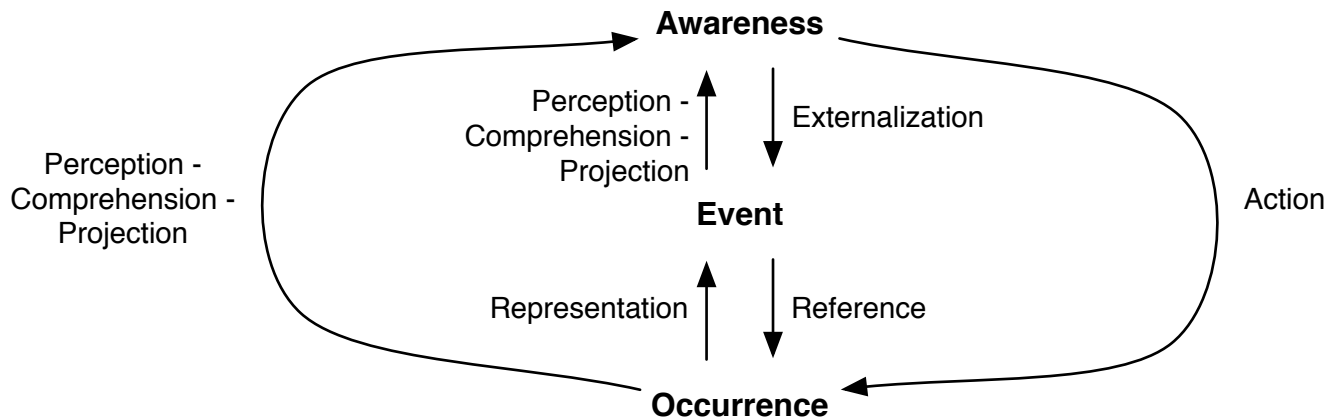 Awareness
Perception -
Comprehension -
Projection
Externalization
Perception -
Comprehension -
Projection
Action
Event
Representation
Reference
Occurrence